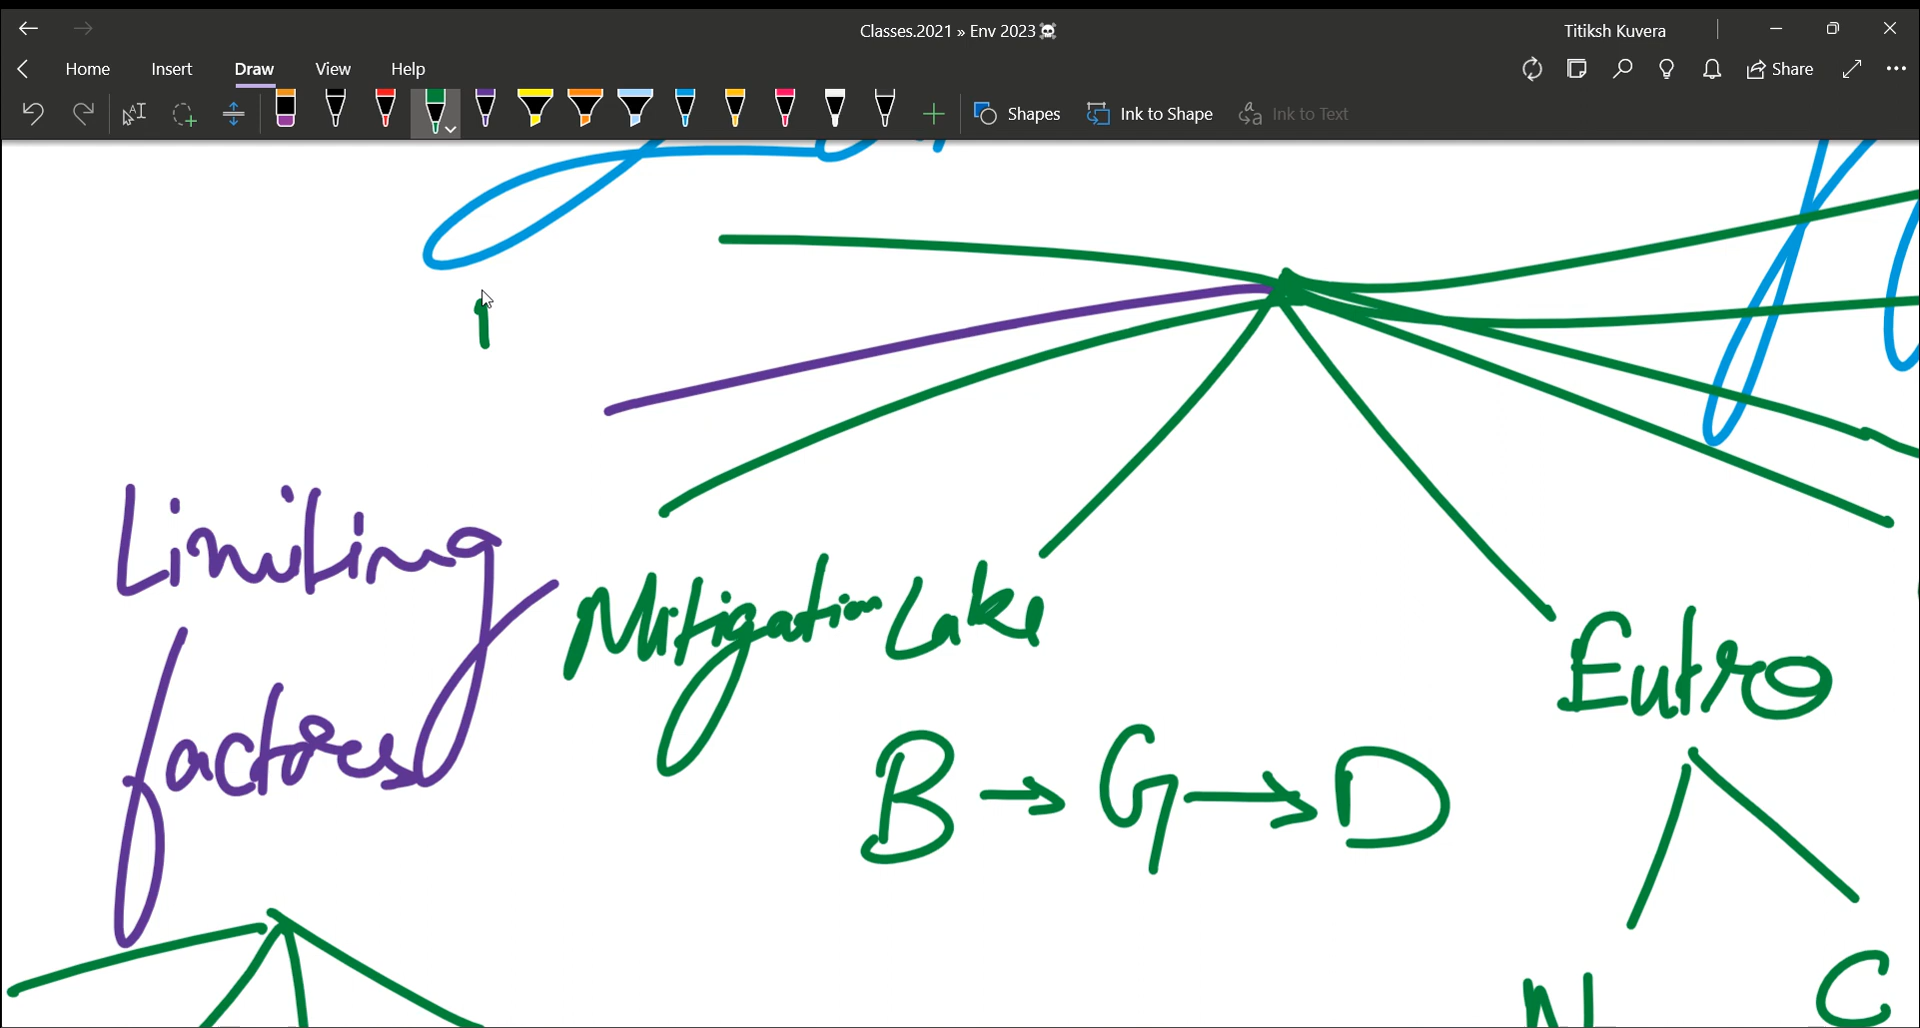 Classes.2021 » Env 2023☠
Titiksh Kuvera
Home Insert Draw View Help
Share
Shapes Ink to Shape Ink to Text
Limiting
factors
Mitigation Lake
Eutro
B → G → D
N C